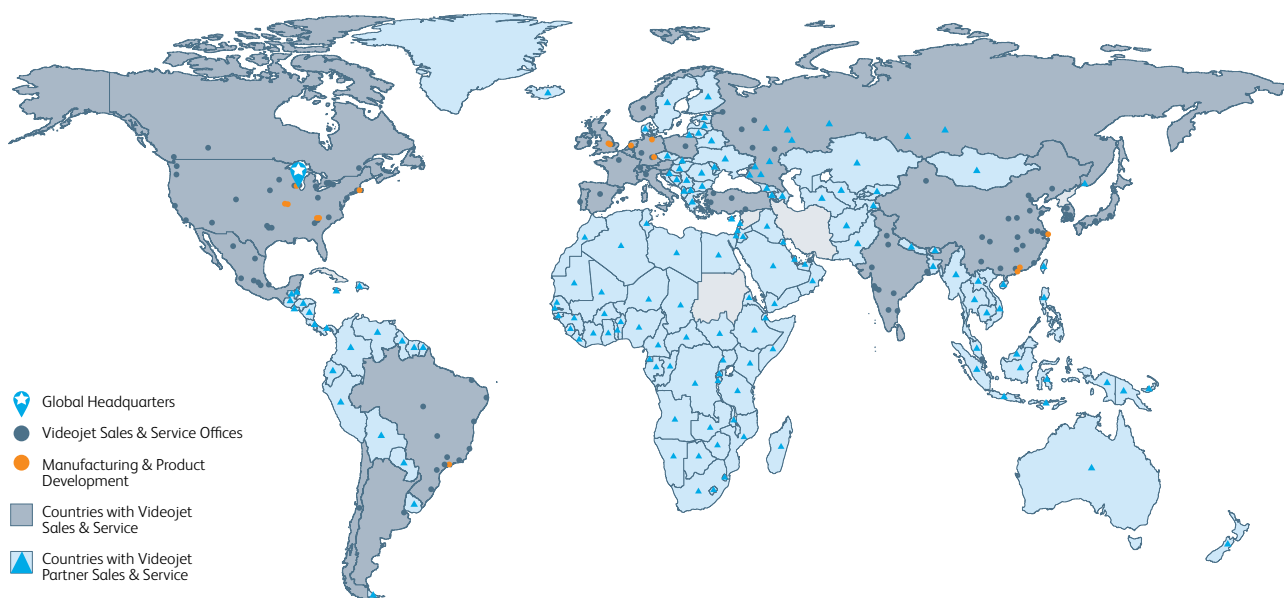 Global Headquarters
Videojet Sales & Service Offices
Manufacturing & Product
Development
Countries with Videojet
Sales & Service
Countries with Videojet
Partner Sales & Service